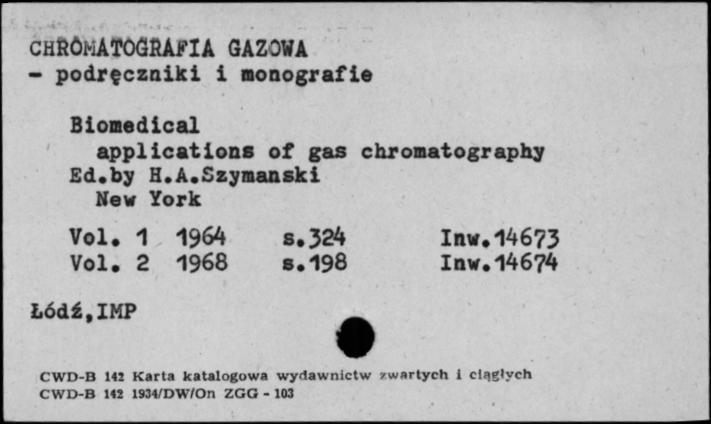 CHROMATOGRAFIA GAZOWA
- podręczniki i monografie
Biomedical
applications of gas chromatography
Ed.by H.A.Szymanski
New York
Vol. 1 1964 s.324 Inw.14673
Vol. 2 1968 s.198 Inw.14674
Łódź,IMP
CWD-B 142 Karta katalogowa wydawnictw zwartych i ciągłych
CWD-B 142 1934/DW/On ZGG - 103